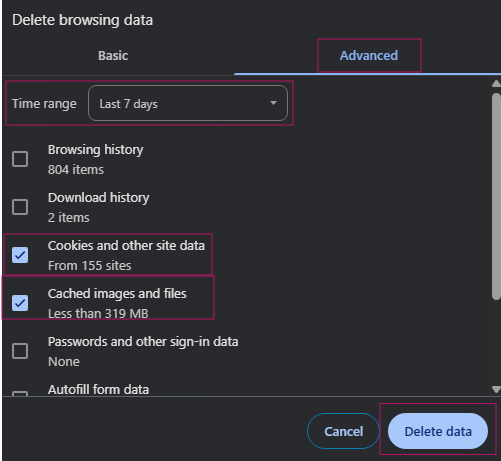 Delete browsing data
Basic
Advanced
Time range
Last 7 days
Browsing history
804 items
Download history
2 items
Cookies and other site data
From 155 sites
Cached images and files
Less than 319 MB
Passwords and other sign-in data
None
Autofill form data
Cancel
Delete data